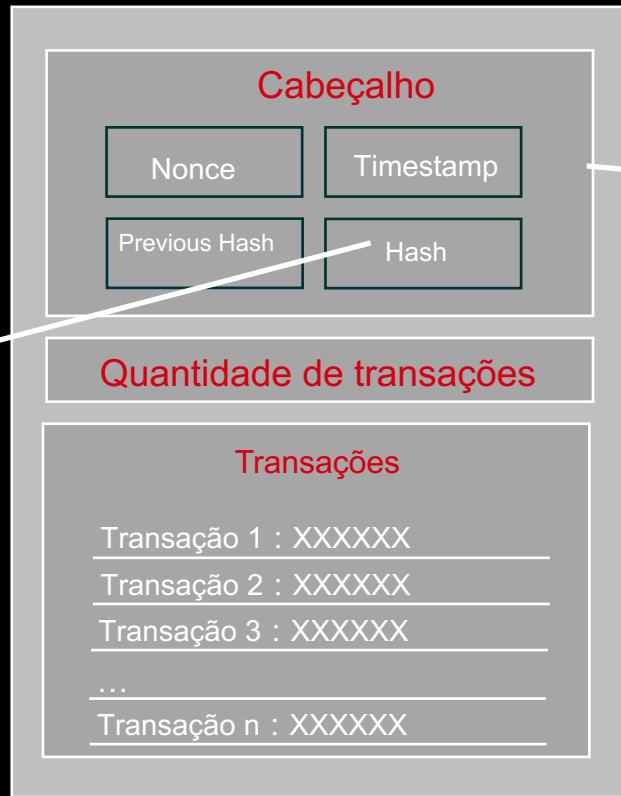 Cabeçalho
Nonce
Timestamp
Previous Hash
Hash
Quantidade de transações
Transações
Transação 1 : XXXXXX
Transação 2 : XXXXXX
Transação 3 : XXXXXX
...
Transação n : XXXXXX